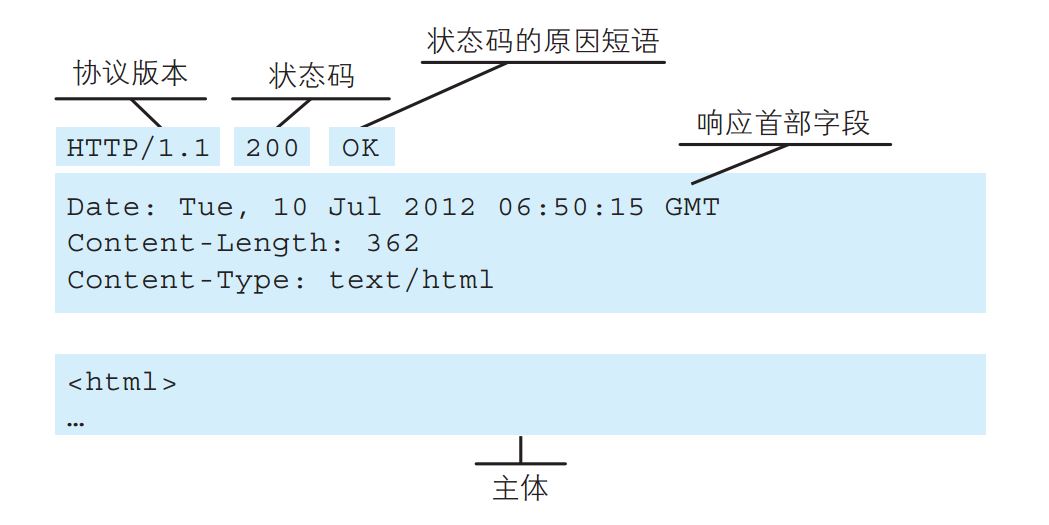 状态码的原因短语
协议版本
状态码
响应首部字段
HTTP/1.1 200 OK
Date: Tue, 10 Jul 2012 06:50:15 GMT
Content-Length: 362
Content-Type: text/html
<html>
…
主体